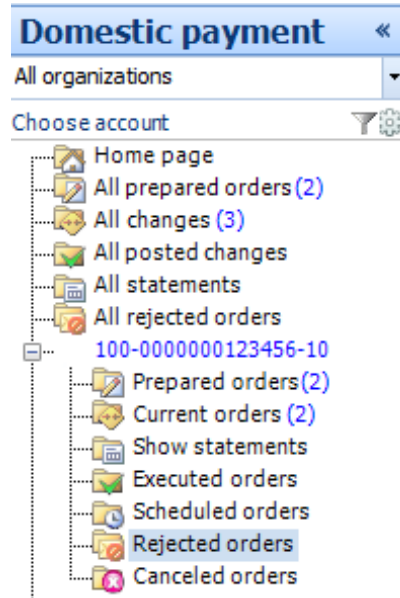 Domestic payment «
All organizations
Choose account
Home page
All prepared orders (2)
All changes (3)
All posted changes
All statements
All rejected orders
100-0000000123456-10
Prepared orders (2)
Current orders (2)
Show statements
Executed orders
Scheduled orders
Rejected orders
Canceled orders